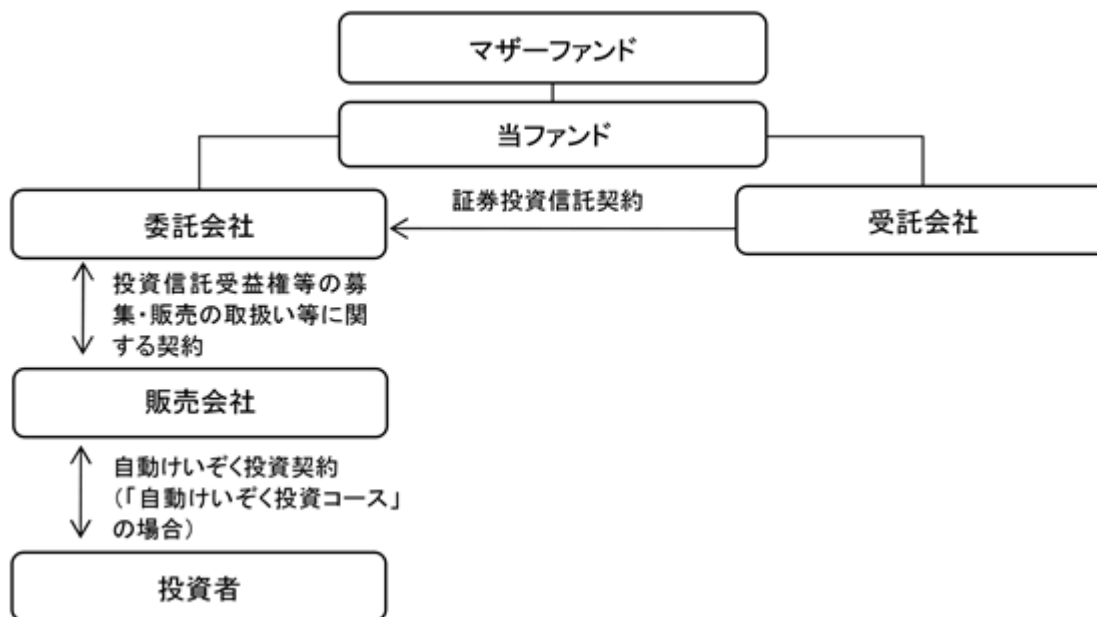 マザーファンド
当ファンド
証券投資信託契約
委託会社
受託会社
投資信託受益権等の募
集・販売の取扱い等に関
する契約
販売会社
自動けいぞく投資契約
（「自動けいぞく投資コース」
の場合）
投資者